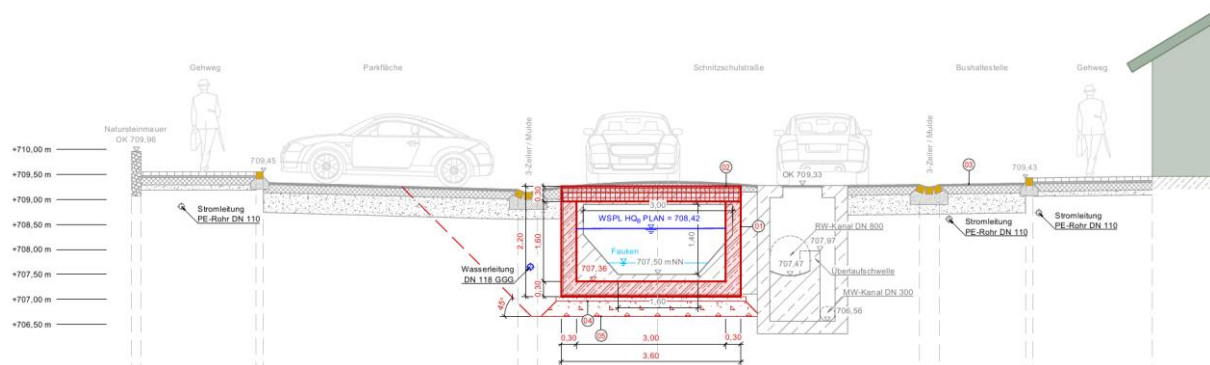 Gehweg
Parkfläche
Schnitzschulstraße
Bushaltestelle
Gehweg
Natursteinmauer
OK 709,96
3-Zeiler / Mulde
3-Zeiler / Mulde
+710,00 m
+709,50 m
+709,00 m
+708,50 m
+708,00 m
+707,50 m
+707,00 m
+706,50 m
709,45
02
OK 709,33
03
709,43
Stromleitung
PE-Rohr DN 110
0,30
2,20
1,60
0,30
3,00
WSPL HQB PLAN = 708,42
1,40
01
Fauken
707,50 mNN
707,36
Wasserleitung
DN 118 GGG
RW-Kanal DN 800
707,97
707,47
Überlaufschwelle
MW-Kanal DN 300
706,56
Stromleitung
PE-Rohr DN 110
Stromleitung
PE-Rohr DN 110
45°
1,60
04
05
0,30
3,00
0,30
3,60